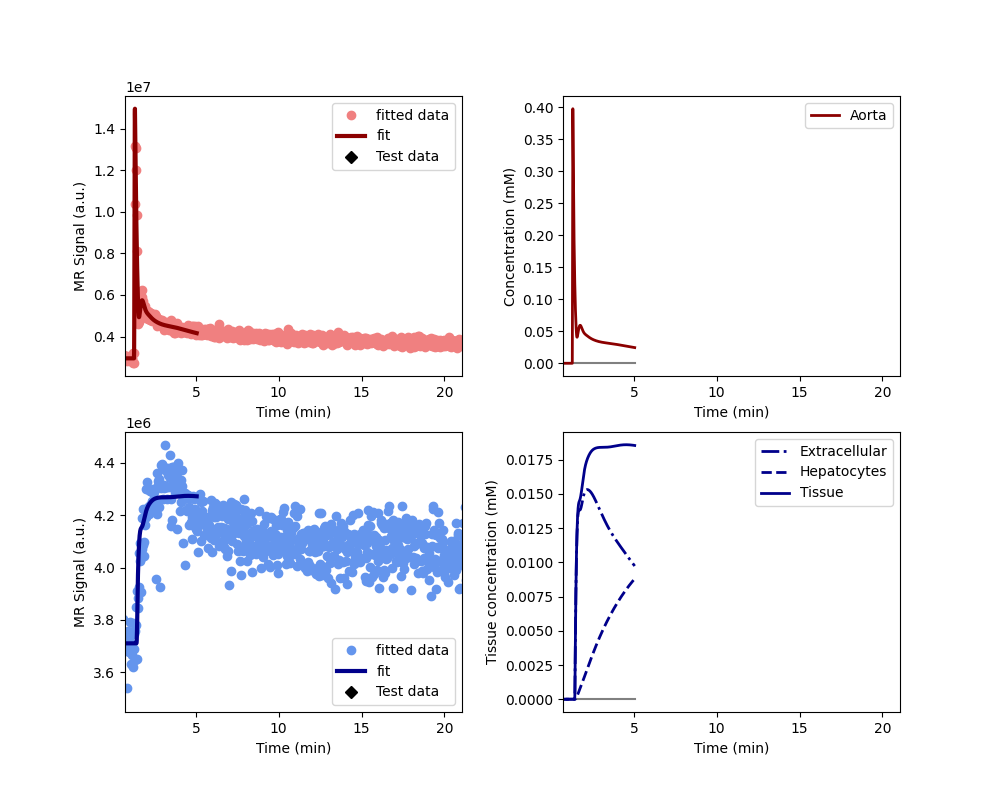 1e7
MR Signal (a.u.)
1.4
1.2
1.0
0.8
0.6
0.4
fitted data
fit
Test data
5
10
15
20
Time (min)
Concentration (mM)
0.40
0.35
0.30
0.25
0.20
0.15
0.10
0.05
0.00
Aorta
5
10
15
20
Time (min)
1e6
MR Signal (a.u.)
4.4
4.2
4.0
3.8
3.6
fitted data
fit
Test data
5
10
15
20
Time (min)
Tissue concentration (mM)
0.0175
0.0150
0.0125
0.0100
0.0075
0.0050
0.0025
0.0000
Extracellular
Hepatocytes
Tissue
5
10
15
20
Time (min)